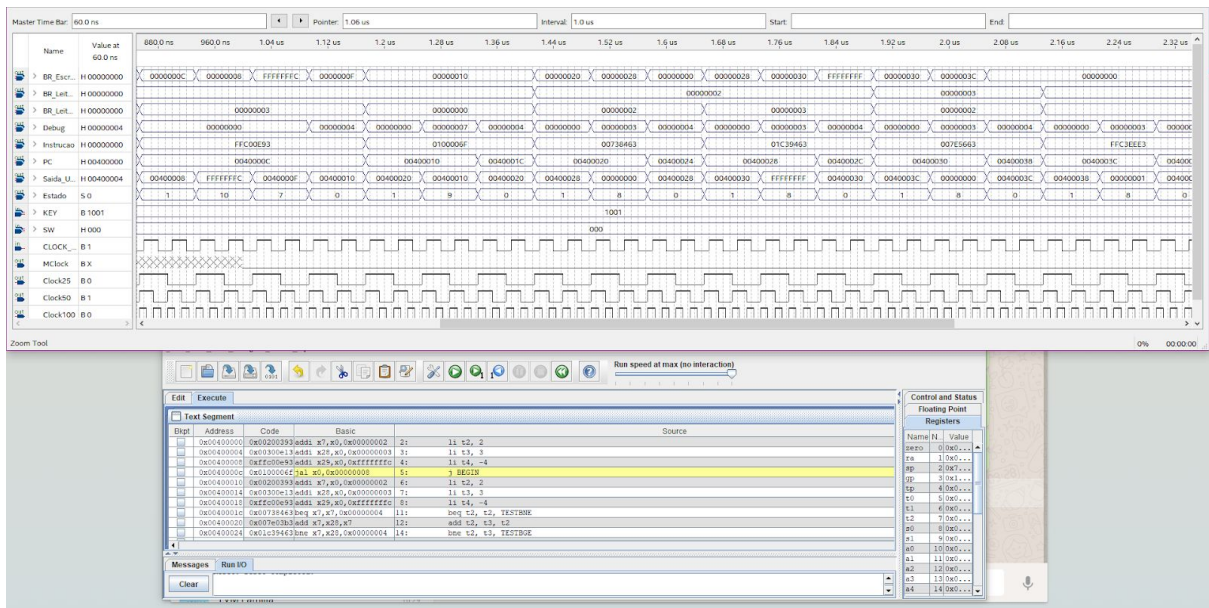 Master Time Bar: 60.0 ns Pointer: 1.06 us Interval: 1.0 us Start: End:
Name Value at 60.0 ns 880.0 ns 960.0 ns 1.04 us 1.12 us 1.2 us 1.28 us 1.36 us 1.44 us 1.52 us 1.6 us 1.68 us 1.76 us 1.84 us 1.92 us 2.0 us 2.08 us 2.16 us 2.24 us 2.32 us
BR_Escr... H 00000000 0000000C 00000008 FFFFFFFC 0000000F 00000010 00000020 00000028 00000000 00000028 00000030 FFFFFFFF 00000030 0000003C 00000000
BR_Leit... H 00000000 00000002 00000003
BR_Leit... H 00000000 00000003 00000000 00000002 00000003 00000002
Debug H 00000004 00000000 00000004 00000000 00000007 00000004 00000000 00000003 00000004 00000000 00000003 00000004 00000000 00000003 00000004 00000000 00000003 00000
Instrucao H 00000000 FFC00E93 0100006F 00738463 01C39463 007E5663 FFC3EEE3
PC H 00400000 0040000C 00400010 0040001C 00400020 00400024 00400028 0040002C 00400030 00400038 0040003C 00400
Saida_U... H 00400004 00400008 FFFFFFFC 0040000F 00400010 00400020 00400010 00400020 00400028 00000000 00400028 00400030 FFFFFFFF 00400030 0040003C 00000000 0040003C 00400038 00000001 00400
Estado S 0 1 10 7 0 1 9 0 1 8 0 1 8 0 1 8 0 1 8 0
KEY B 1001 1001
SW H 000 000
CLOCK_... B 1
MClock B X
Clock25 B 0
Clock50 B 1
Clock100 B 0
Zoom Tool 0% 00:00:00
Run speed at max (no interaction)
Edit Execute
Text Segment
Bkpt Address Code Basic Source
0x00400000 0x00200393 addi x7,x0,0x00000002 2: li t2, 2
0x00400004 0x00300e13 addi x28,x0,0x00000003 3: li t3, 3
0x00400008 0xffc00e93 addi x29,x0,0xfffffffc 4: li t4, -4
0x0040000c 0x0100006f jal x0,0x00000008 5: j BEGIN
0x00400010 0x00200393 addi x7,x0,0x00000002 6: li t2, 2
0x00400014 0x00300e13 addi x28,x0,0x00000003 7: li t3, 3
0x00400018 0xffc00e93 addi x29,x0,0xfffffffc 8: li t4, -4
0x0040001c 0x00738463 beq x7,x7,0x00000004 11: beq t2, t2, TESTBNE
0x00400020 0x007e03b3 add x7,x28,x7 12: add t2, t3, t2
0x00400024 0x01c39463 bne x7,x28,0x00000004 14: bne t2, t3, TESTBGE
Control and Status
Floating Point
Registers
Name N.. Value
zero 0 0x0...
ra 1 0x0...
sp 2 0x7...
gp 3 0x1...
tp 4 0x0...
t0 5 0x0...
t1 6 0x0...
t2 7 0x0...
s0 8 0x0...
s1 9 0x0...
a0 10 0x0...
a1 11 0x0...
a2 12 0x0...
a3 13 0x0...
a4 14 0x0...
Messages Run I/O
Clear